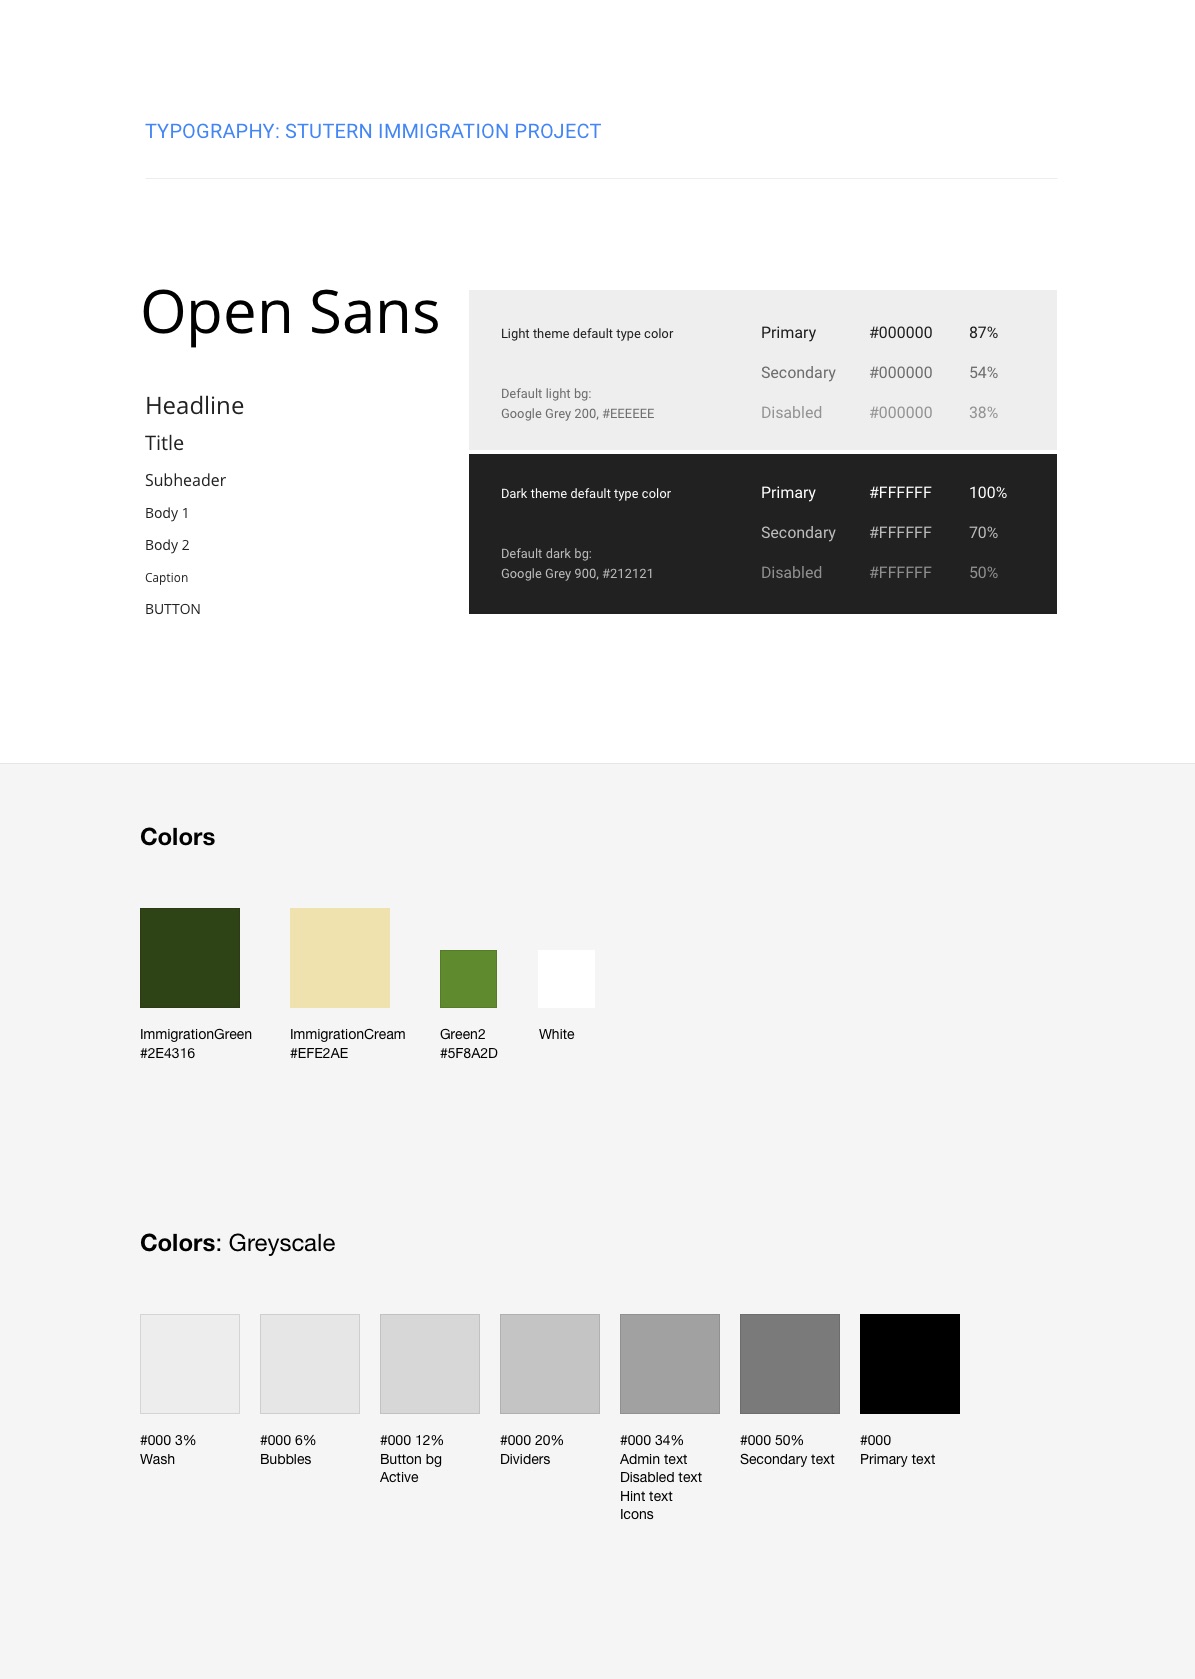 TYPOGRAPHY: STUTERN IMMIGRATION PROJECT
Open Sans
Headline
Title
Subheader
Body 1
Body 2
Caption
BUTTON
Light theme default type color
Default light bg:
Google Grey 200, #EEEEEE
Primary #000000 87%
Secondary #000000 54%
Disabled #000000 38%
Dark theme default type color
Default dark bg:
Google Grey 900, #212121
Primary #FFFFFF 100%
Secondary #FFFFFF 70%
Disabled #FFFFFF 50%
Colors
ImmigrationGreen
#2E4316
ImmigrationCream
#EFE2AE
Green2
#5F8A2D
White
Colors: Greyscale
#000 3%
Wash
#000 6%
Bubbles
#000 12%
Button bg
Active
#000 20%
Dividers
#000 34%
Admin text
Disabled text
Hint text
Icons
#000 50%
Secondary text
#000
Primary text